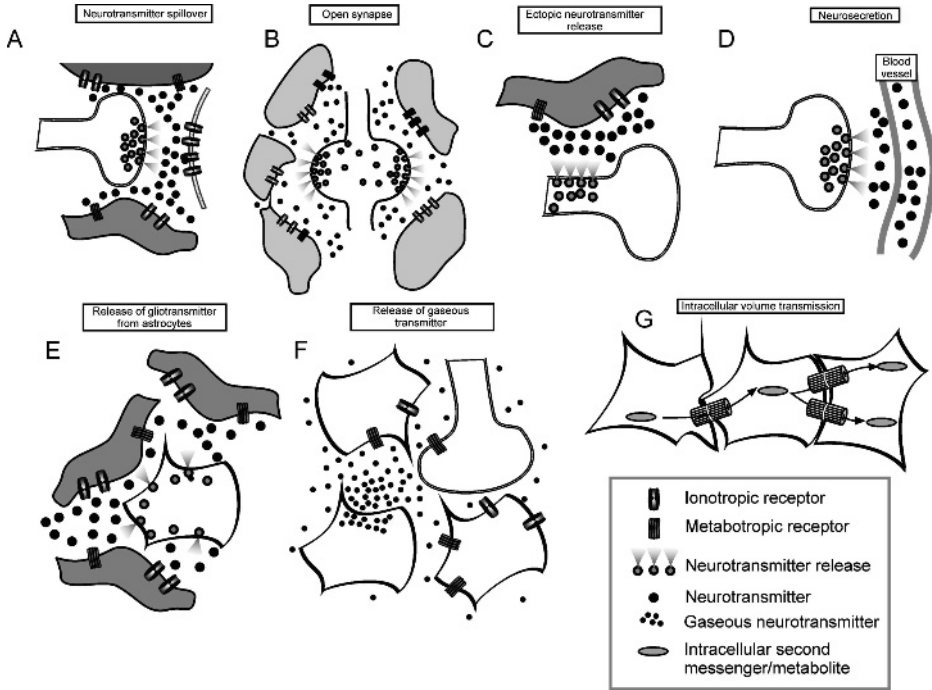 Neurotransmitter spillover
A
Open synapse
B
Ectopic neurotransmitter
release
C
Neurosecretion
D
Blood
vessel
Release of gliotransmitter
from astrocytes
E
Release of gaseous
transmitter
F
Intracellular volume transmission
G
Ionotropic receptor
Metabotropic receptor
Neurotransmitter release
Neurotransmitter
Gaseous neurotransmitter
Intracellular second
messenger/metabolite